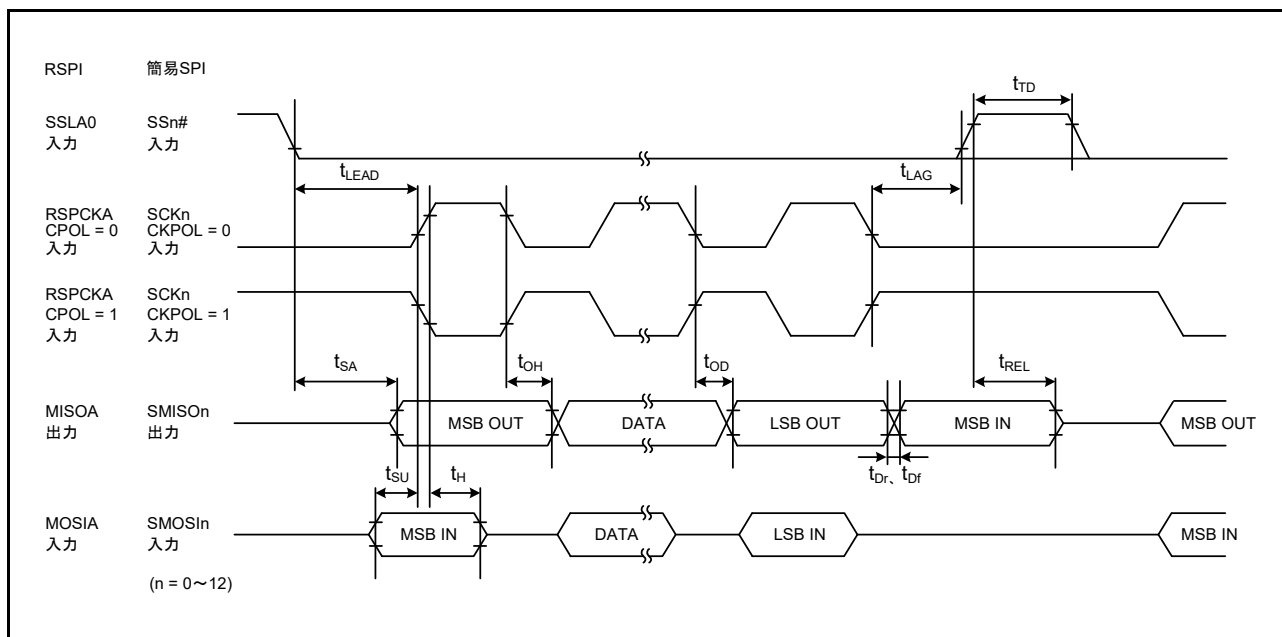 RSPI 簡易SPI
tTD
SSLA0 SSn#
入力 入力
tLEAD tLAG
RSPCKA SCKn
CPOL = 0 CKPOL = 0
入力 入力
RSPCKA SCKn
CPOL = 1 CKPOL = 1
入力 入力
tSA tOH tOD tREL
MISOA SMISOn
出力 出力
MSB OUT DATA LSB OUT MSB IN MSB OUT
tSU tH tDr、tDf
MOSIA SMOSIn
入力 入力
MSB IN DATA LSB IN MSB IN
(n = 0～12)